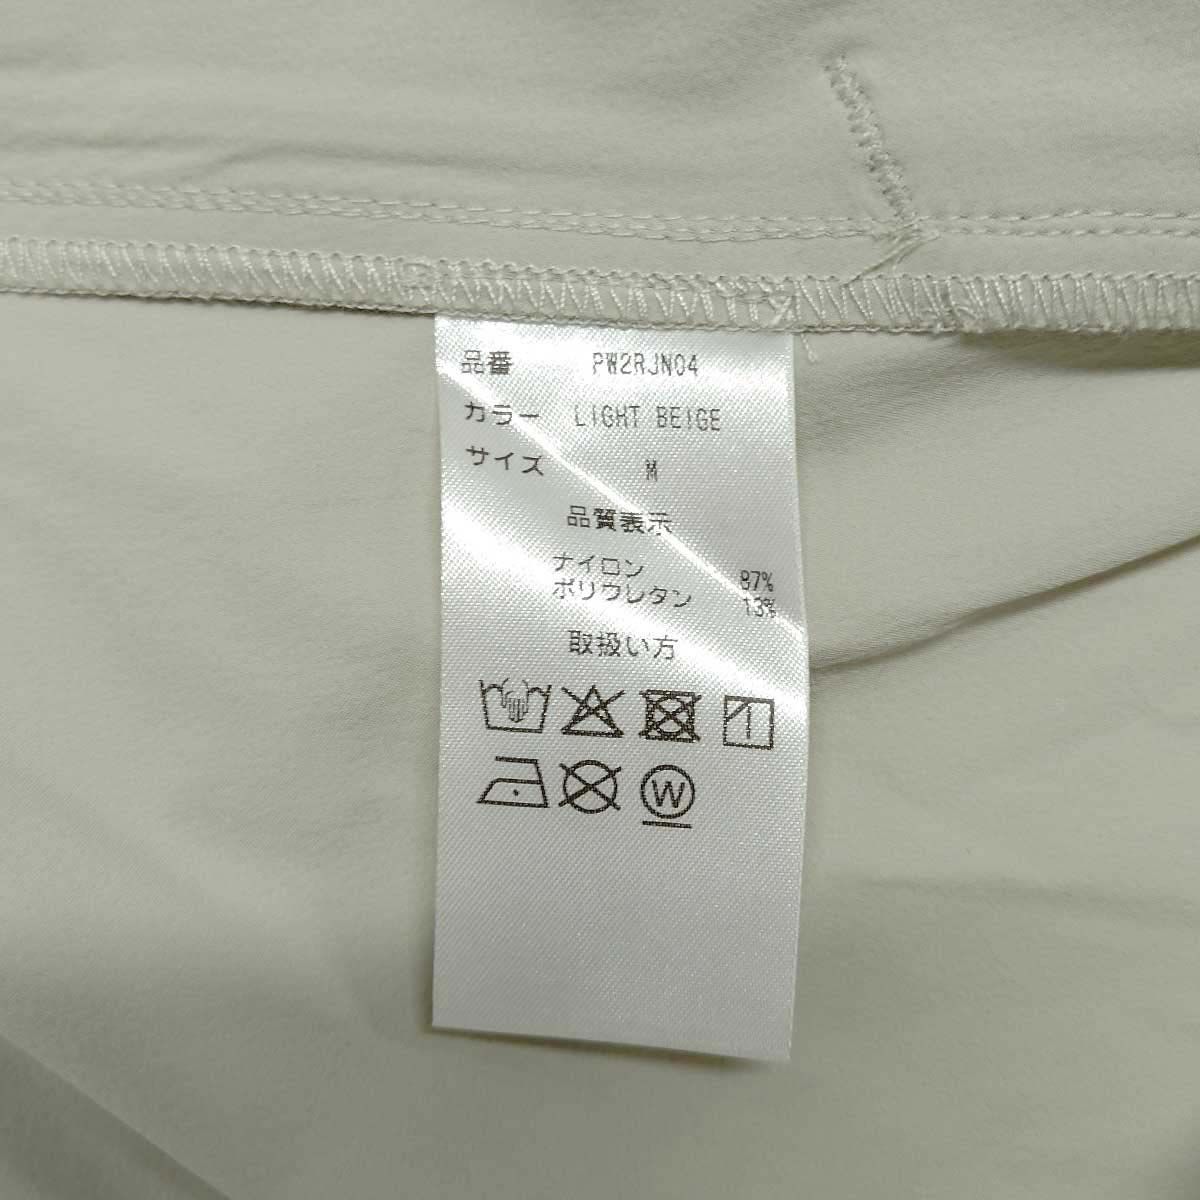 品番 PW2RJN04
カラー LIGHT BEIGE
サイズ M
品質表示
ナイロン 87%
ポリウレタン 13%
取扱い方
W